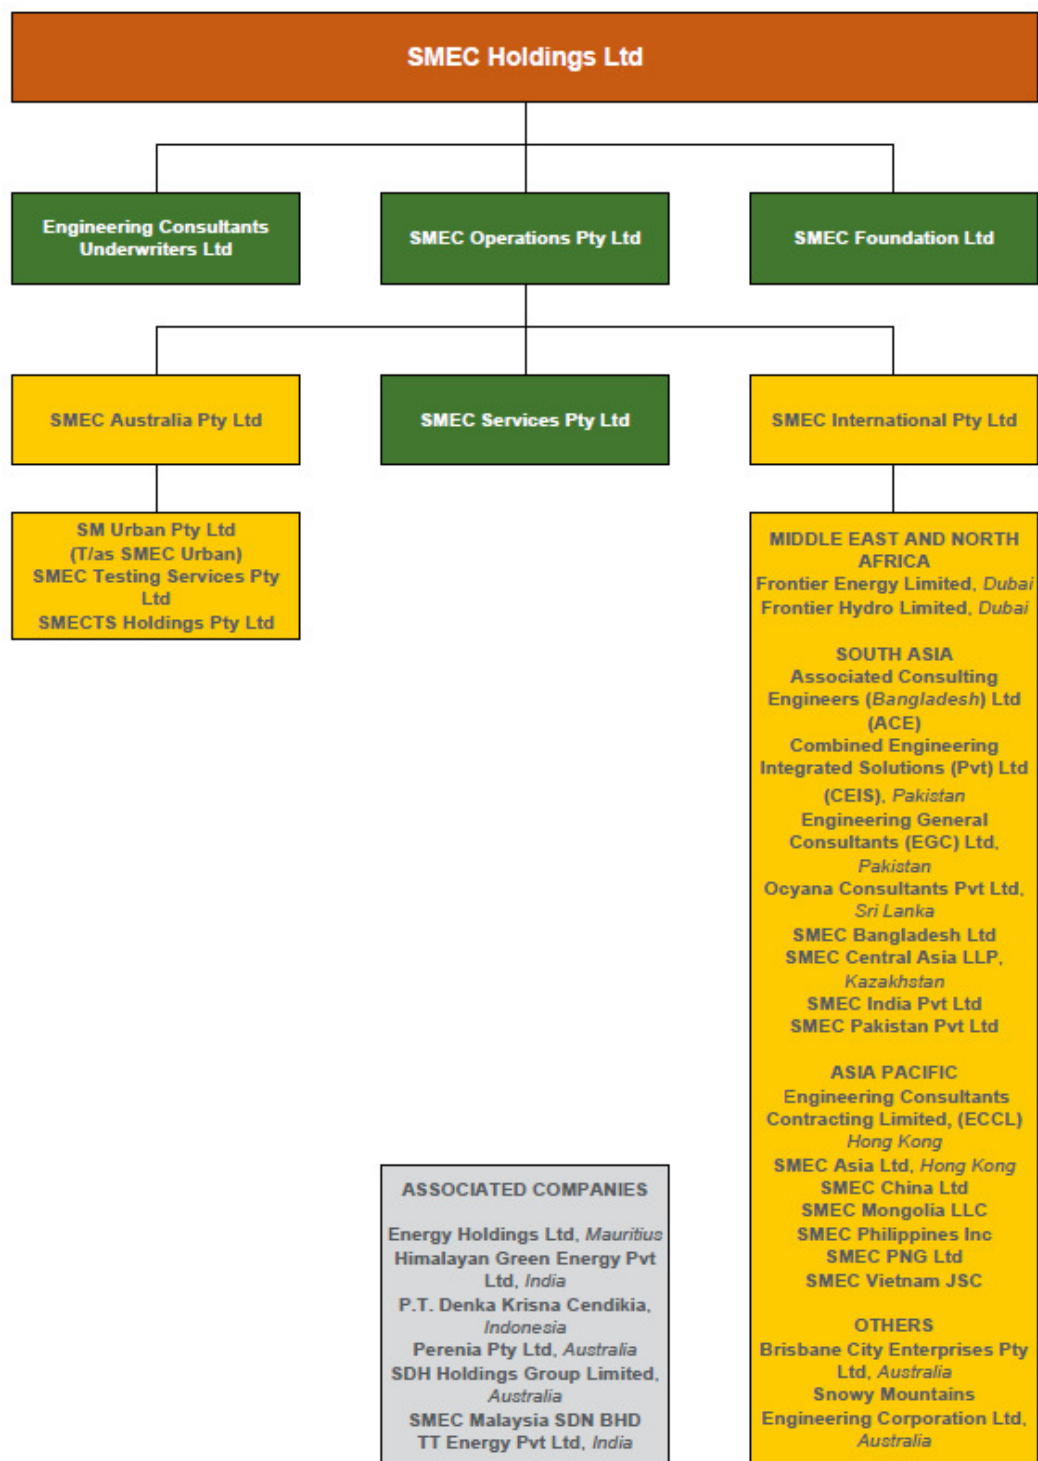 SMEC Holdings Ltd
Engineering Consultants
Underwriters Ltd
SMEC Operations Pty Ltd
SMEC Foundation Ltd
SMEC Australia Pty Ltd
SMEC Services Pty Ltd
SMEC International Pty Ltd
SM Urban Pty Ltd
(T/as SMEC Urban)
SMEC Testing Services Pty
Ltd
SMECTS Holdings Pty Ltd
MIDDLE EAST AND NORTH
AFRICA
Frontier Energy Limited, Dubai
Frontier Hydro Limited, Dubai
SOUTH ASIA
Associated Consulting
Engineers (Bangladesh) Ltd
(ACE)
Combined Engineering
Integrated Solutions (Pvt) Ltd
(CEIS), Pakistan
Engineering General
Consultants (EGC) Ltd,
Pakistan
Ocyana Consultants Pvt Ltd,
Sri Lanka
SMEC Bangladesh Ltd
SMEC Central Asia LLP,
Kazakhstan
SMEC India Pvt Ltd
SMEC Pakistan Pvt Ltd
ASIA PACIFIC
Engineering Consultants
Contracting Limited, (ECCL)
Hong Kong
SMEC Asia Ltd, Hong Kong
SMEC China Ltd
SMEC Mongolia LLC
SMEC Philippines Inc
SMEC PNG Ltd
SMEC Vietnam JSC
OTHERS
Brisbane City Enterprises Pty
Ltd, Australia
Snowy Mountains
Engineering Corporation Ltd,
Australia
ASSOCIATED COMPANIES
Energy Holdings Ltd, Mauritius
Himalayan Green Energy Pvt
Ltd, India
P.T. Denka Krisna Cendikia,
Indonesia
Perenia Pty Ltd, Australia
SDH Holdings Group Limited,
Australia
SMEC Malaysia SDN BHD
TT Energy Pvt Ltd, India